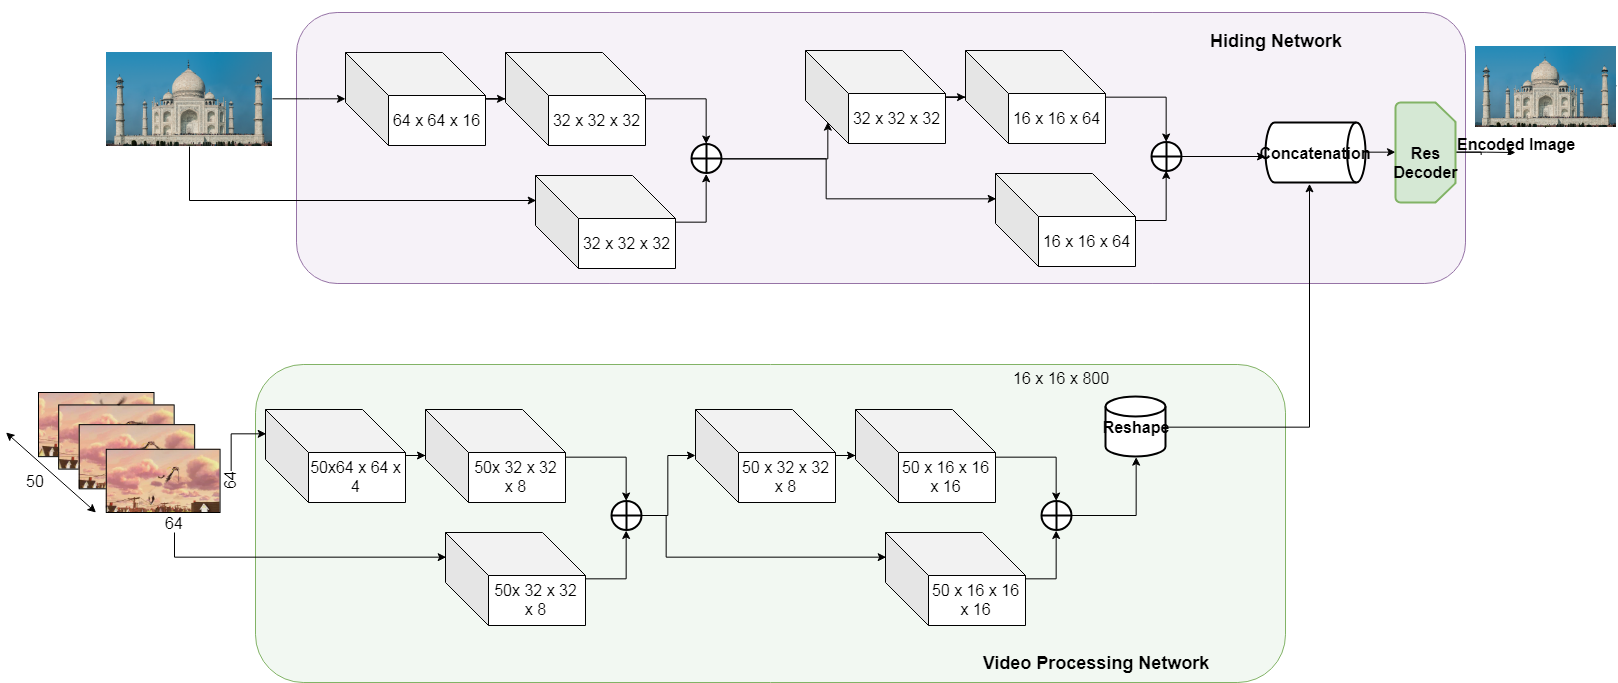 Hiding Network
64 x 64 x 16
32 x 32 x 32
32 x 32 x 32
16 x 16 x 64
32 x 32 x 32
16 x 16 x 64
Concatenation
Res
Decoder
Encoded Image
16 x 16 x 800
50
64
64
50x64 x 64 x
4
50x 32 x 32
x 8
50 x 32 x 32
x 8
50 x 16 x 16
x 16
Reshape
50x 32 x 32
x 8
50 x 16 x 16
x 16
Video Processing Network